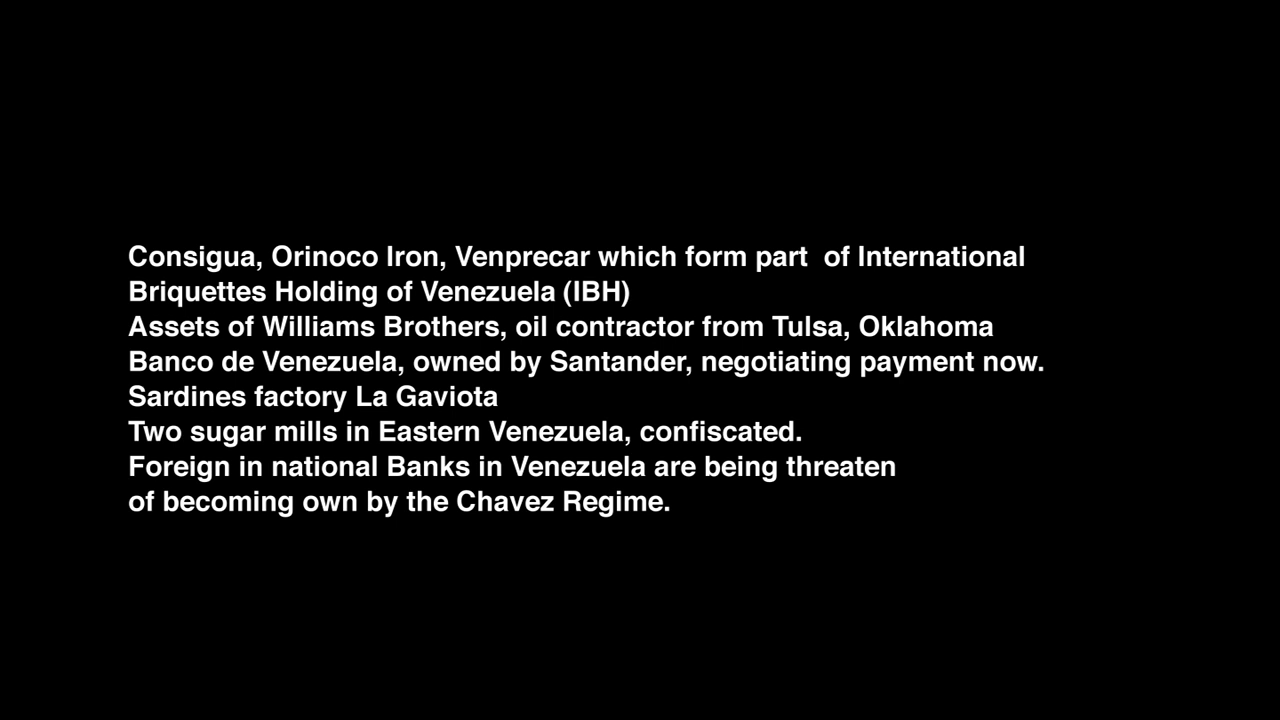 Consigua, Orinoco Iron, Venprecar which form part  of International
Briquettes Holding of Venezuela (IBH)
Assets of Williams Brothers, oil contractor from Tulsa, Oklahoma
Banco de Venezuela, owned by Santander, negotiating payment now.
Sardines factory La Gaviota
Two sugar mills in Eastern Venezuela, confiscated.
Foreign in national Banks in Venezuela are being threaten
of becoming own by the Chavez Regime.